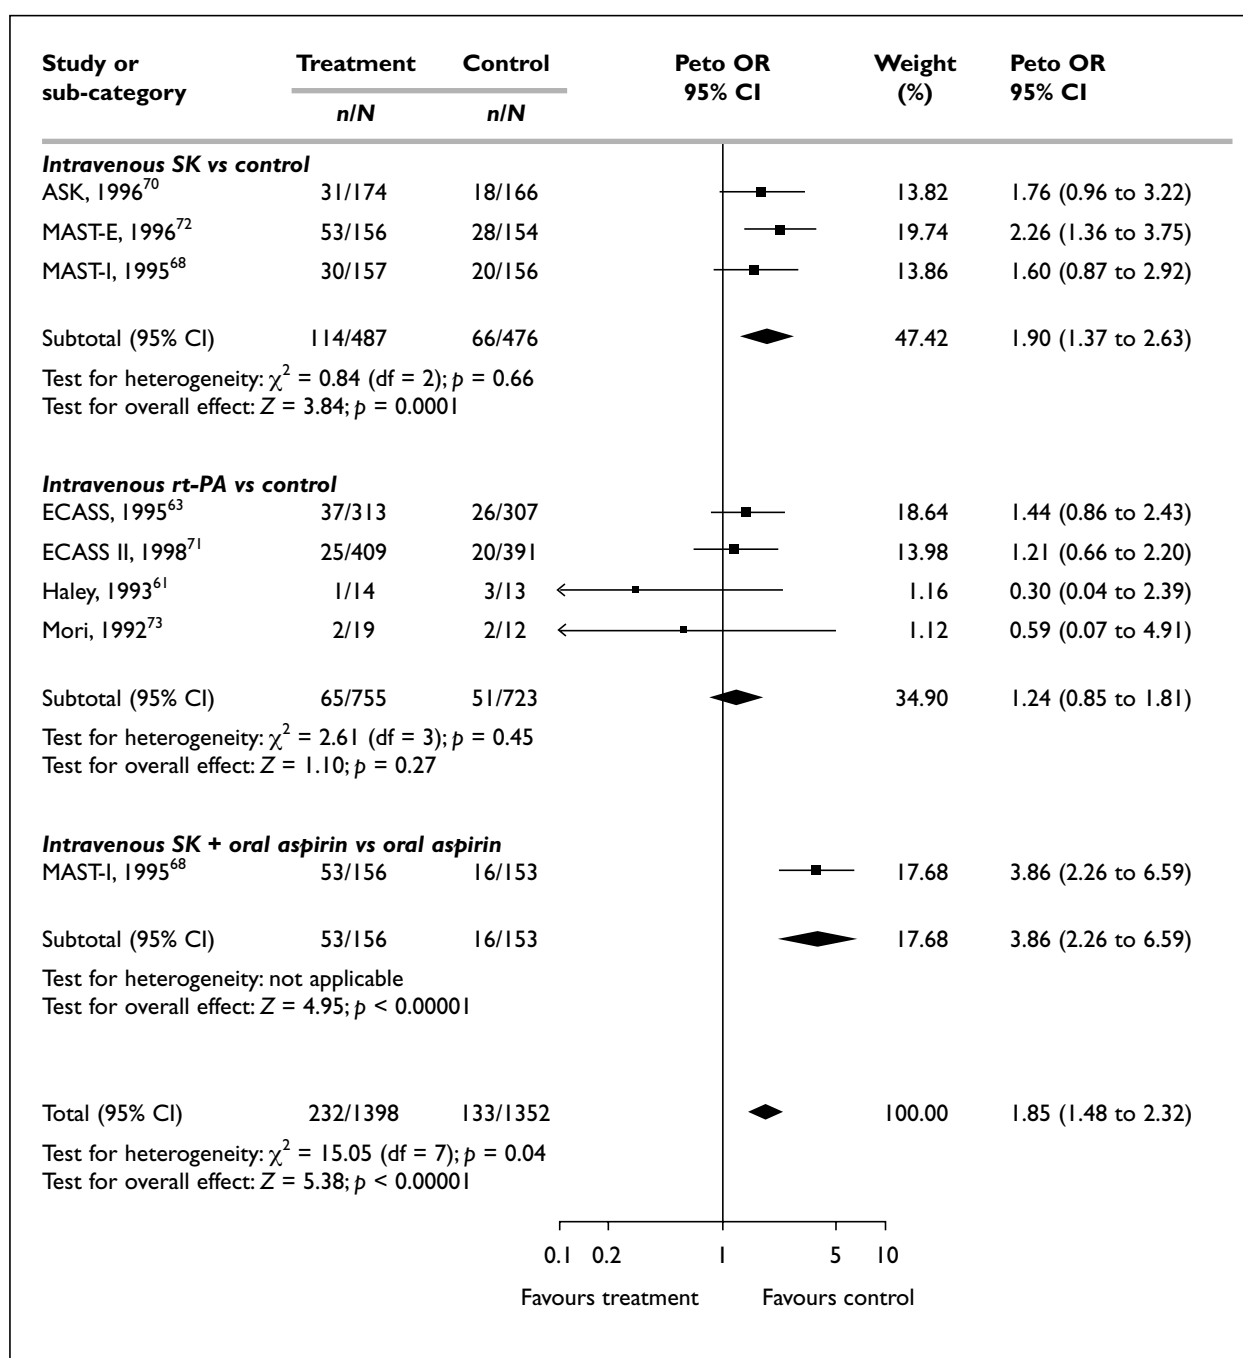 Study or Treatment Control Peto OR Weight Peto OR
sub-category 95% CI (%) 95% CI
n/N n/N
Intravenous SK vs control
ASK, 1996⁷⁰ 31/174 18/166 13.82 1.76 (0.96 to 3.22)
MAST-E, 1996⁷² 53/156 28/154 19.74 2.26 (1.36 to 3.75)
MAST-I, 1995⁶⁸ 30/157 20/156 13.86 1.60 (0.87 to 2.92)
Subtotal (95% CI) 114/487 66/476 47.42 1.90 (1.37 to 2.63)
Test for heterogeneity: χ² = 0.84 (df = 2); p = 0.66
Test for overall effect: Z = 3.84; p = 0.0001
Intravenous rt-PA vs control
ECASS, 1995⁶³ 37/313 26/307 18.64 1.44 (0.86 to 2.43)
ECASS II, 1998⁷¹ 25/409 20/391 13.98 1.21 (0.66 to 2.20)
Haley, 1993⁶¹ 1/14 3/13 1.16 0.30 (0.04 to 2.39)
Mori, 1992⁷³ 2/19 2/12 1.12 0.59 (0.07 to 4.91)
Subtotal (95% CI) 65/755 51/723 34.90 1.24 (0.85 to 1.81)
Test for heterogeneity: χ² = 2.61 (df = 3); p = 0.45
Test for overall effect: Z = 1.10; p = 0.27
Intravenous SK + oral aspirin vs oral aspirin
MAST-I, 1995⁶⁸ 53/156 16/153 17.68 3.86 (2.26 to 6.59)
Subtotal (95% CI) 53/156 16/153 17.68 3.86 (2.26 to 6.59)
Test for heterogeneity: not applicable
Test for overall effect: Z = 4.95; p < 0.00001
Total (95% CI) 232/1398 133/1352 100.00 1.85 (1.48 to 2.32)
Test for heterogeneity: χ² = 15.05 (df = 7); p = 0.04
Test for overall effect: Z = 5.38; p < 0.00001
0.1 0.2 1 5 10
Favours treatment Favours control